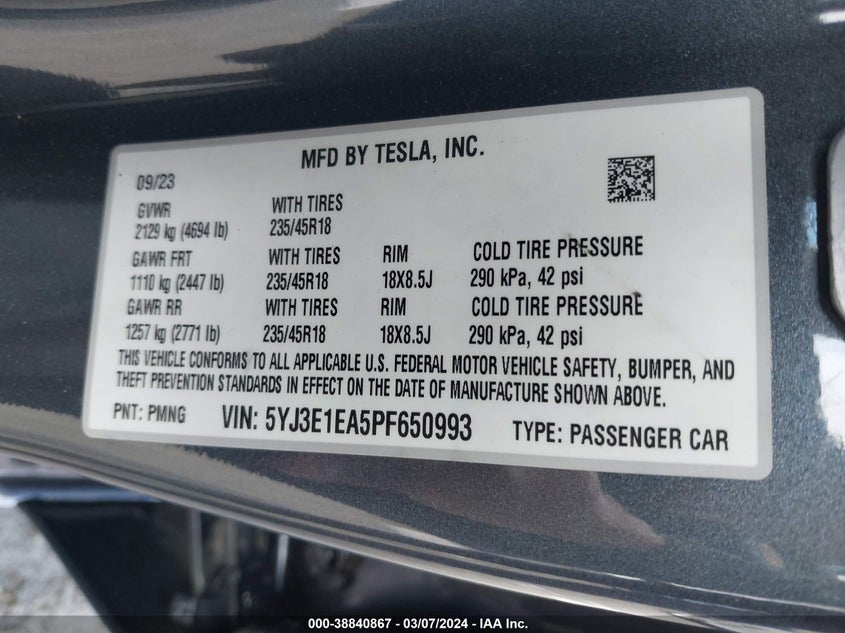 MFD BY TESLA, INC.
09/23
GVWR WITH TIRES
2129 kg (4694 lb) 235/45R18
GAWR FRT WITH TIRES RIM COLD TIRE PRESSURE
1110 kg (2447 lb) 235/45R18 18X8.5J 290 kPa, 42 psi
GAWR RR WITH TIRES RIM COLD TIRE PRESSURE
1257 kg (2771 lb) 235/45R18 18X8.5J 290 kPa, 42 psi
THIS VEHICLE CONFORMS TO ALL APPLICABLE U.S. FEDERAL MOTOR VEHICLE SAFETY, BUMPER, AND
THEFT PREVENTION STANDARDS IN EFFECT ON THE DATE OF MANUFACTURE SHOWN ABOVE.
PNT: PMNG VIN: 5YJ3E1EA5PF650993 TYPE: PASSENGER CAR
000-38840867 - 03/07/2024 - IAA Inc.